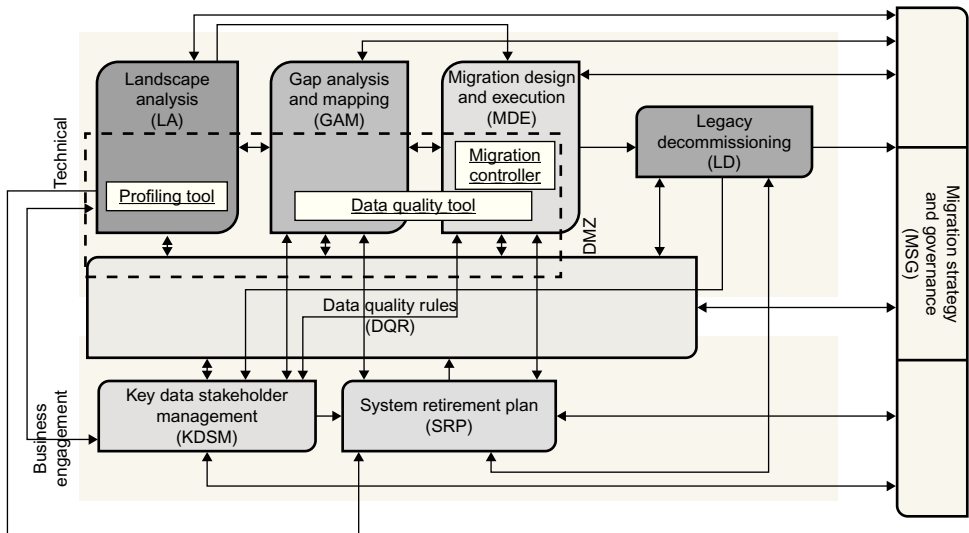 Landscape
analysis
(LA)
Gap analysis
and mapping
(GAM)
Migration design
and execution
(MDE)
Legacy
decommissioning
(LD)
Technical
Profiling tool
Migration
controller
Data quality tool
DMZ
Migration strategy
and governance
(MSG)
Data quality rules
(DQR)
Business
engagement
Key data stakeholder
management
(KDSM)
System retirement plan
(SRP)